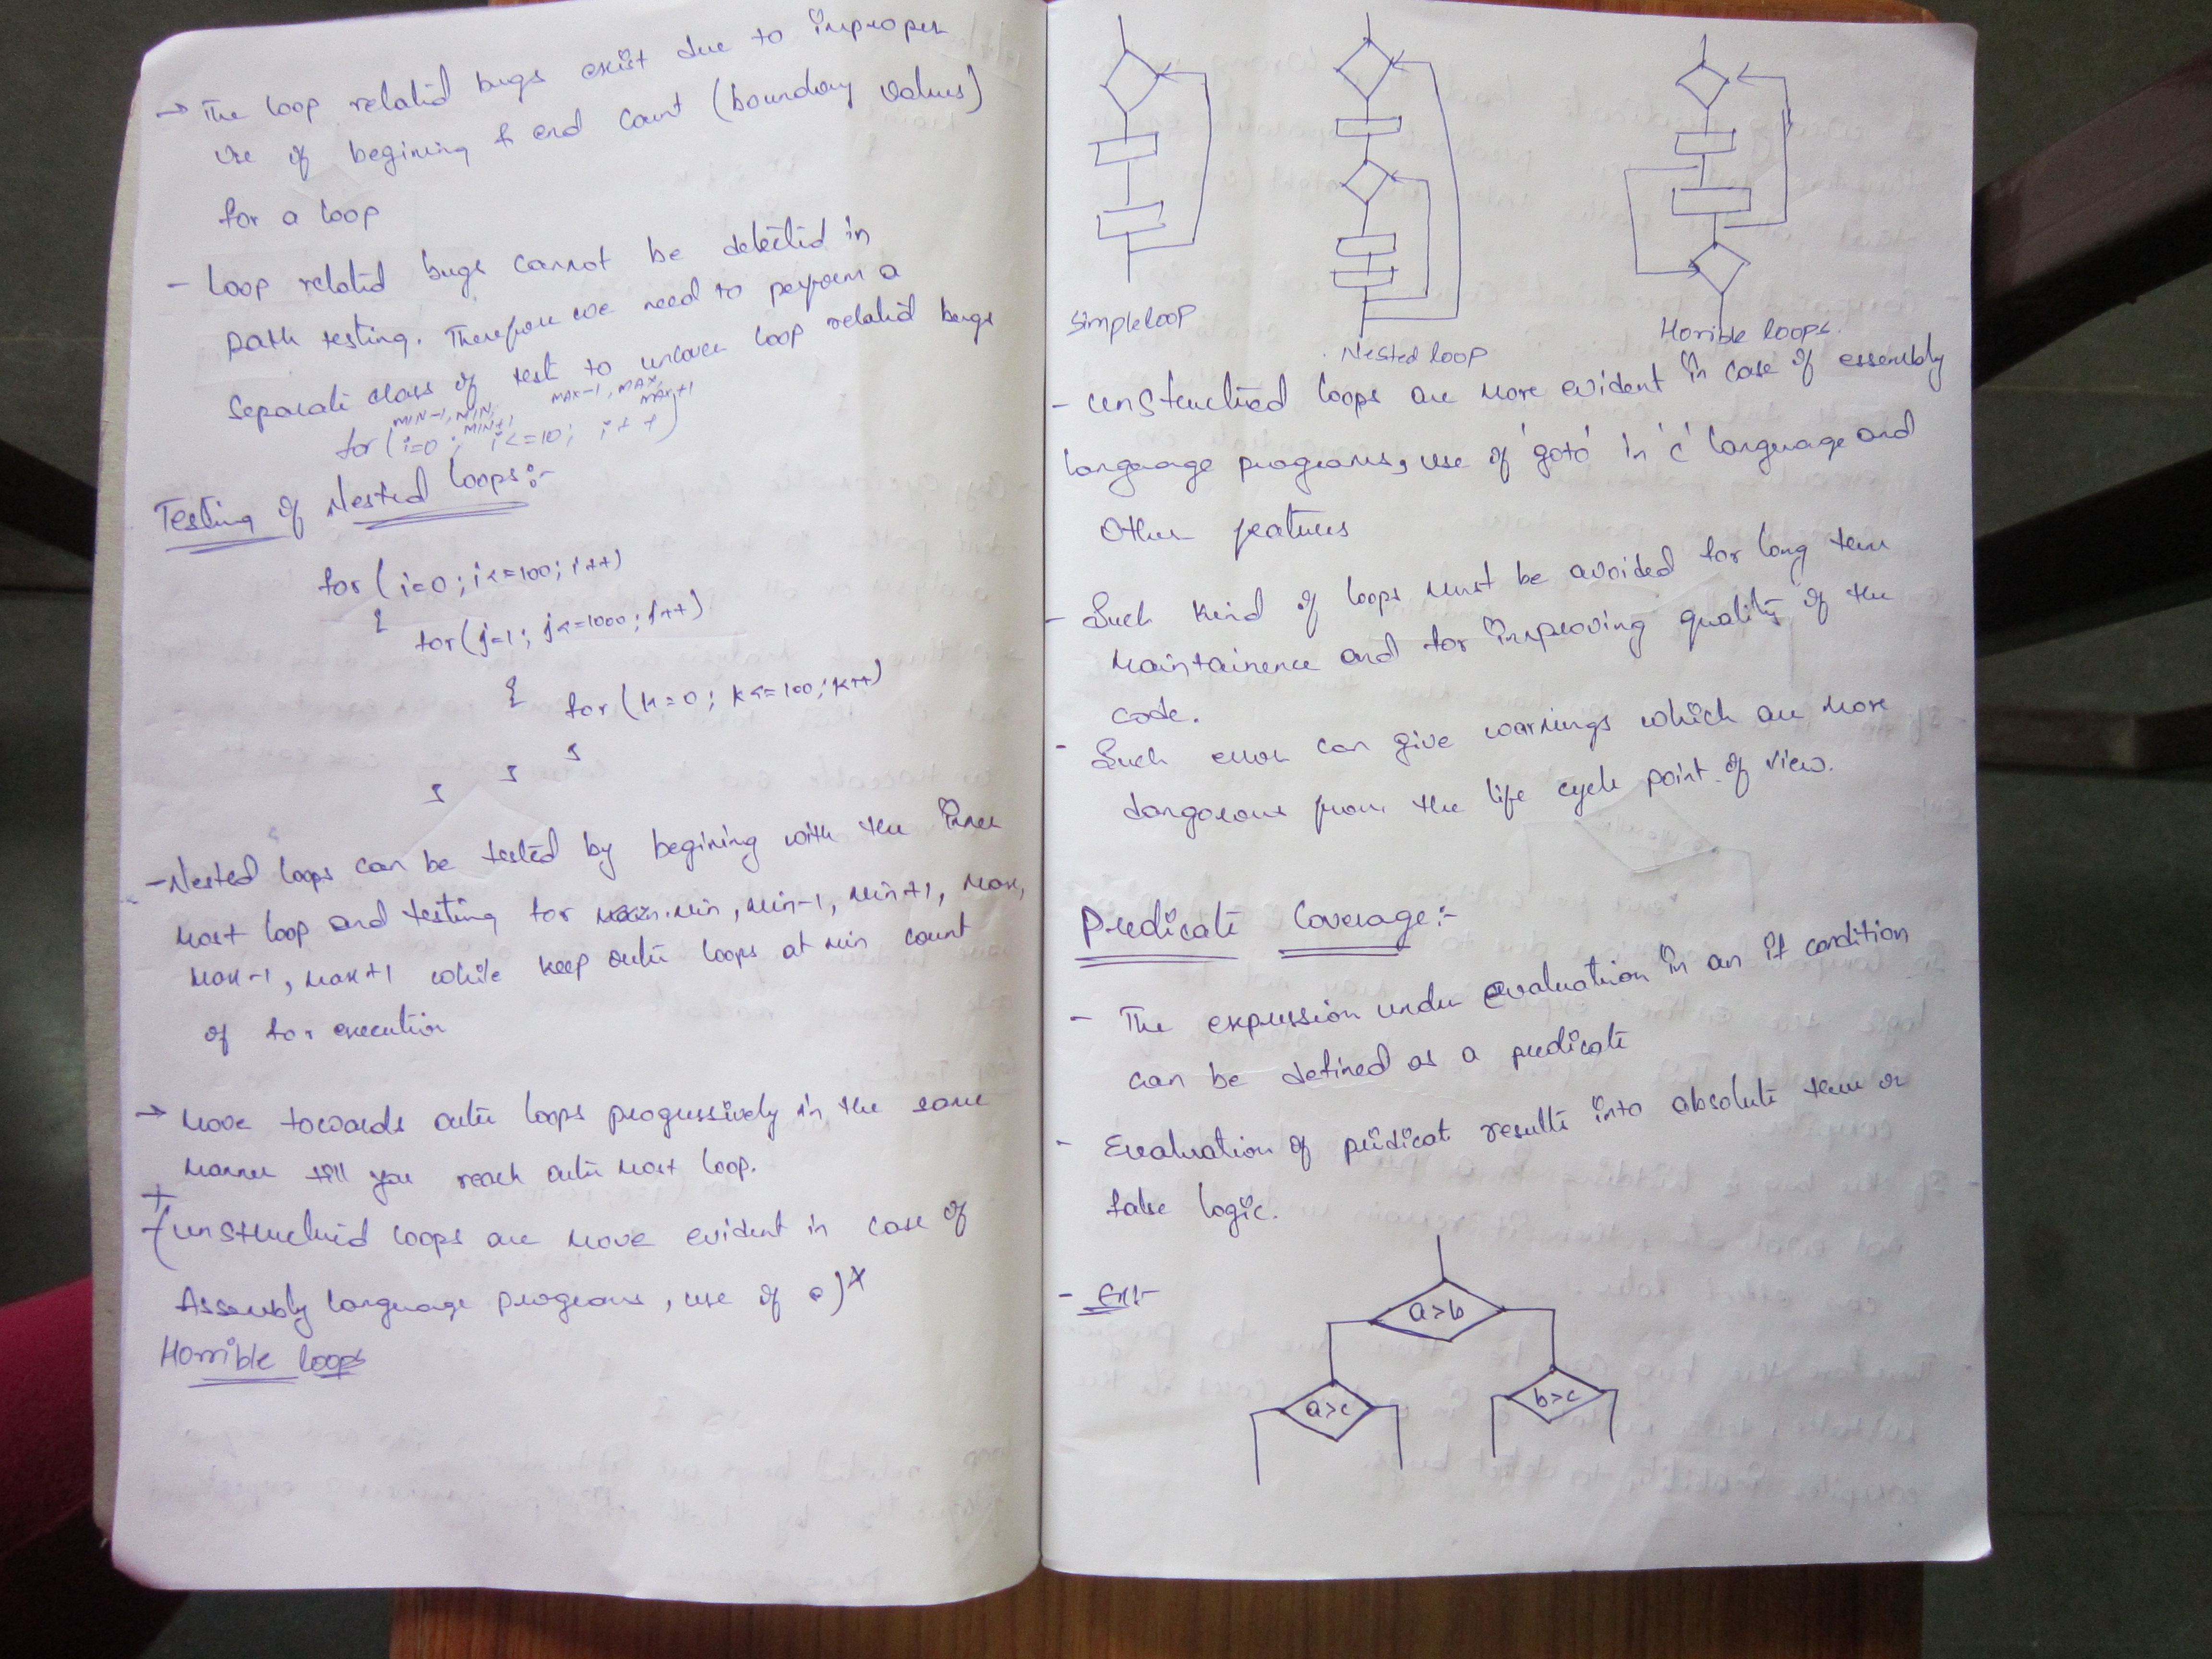 → The loop related bugs exist due to improper
use of begining & end count (boundary values)
for a loop
- loop related bugs cannot be detected in
path testing. Therefore we need to perform a
separate class of test to uncover loop related bugs
MIN-1, MIN, MIN+1 MAX-1, MAX, MAX+1
for (i=0; i<=10; i++)
Testing of Nested loops:-
for (i=0; i<=100; i++)
{
for (j=1; j<=1000; j++)
{ for (k=0; k<=100; k++)
}
}
}
- Nested loops can be tested by begining with the inner
most loop and testing for min, min-1, min+1, max,
max-1, max+1 while keep outer loops at min count
of for execution
→ Move towards outer loops progressively in the same
manner till you reach outer most loop.
(unstructured loops are more evident in case of
Assembly language programs, use of
Horrible loops
simple loop
Nested loop
Horrible loops.
- unstructured loops are more evident in case of assembly
language programs, use of 'goto' in 'c' language and
other features
- Such kind of loops must be avoided for long term
maintainence and for improving quality of the
code.
- Such error can give warnings which are more
dangerous from the life cycle point of view.
Predicate Coverage:-
- The expression under evaluation in an if condition
can be defined as a predicate
- Evaluation of predicat results into absolute true or
false logic.
- Ex:-
a>b
a>c
b>c